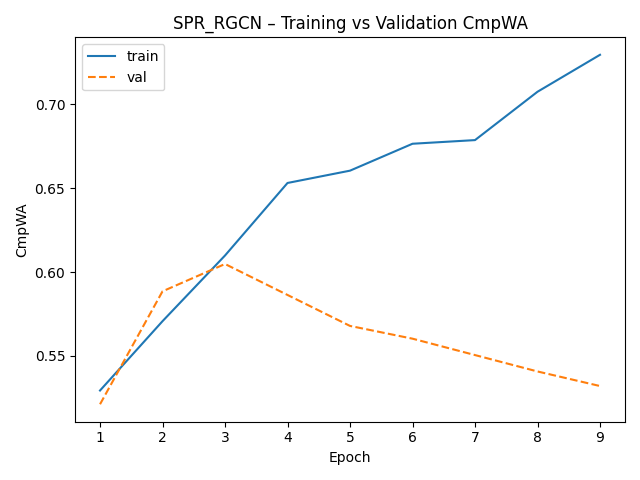 SPR_RGCN – Training vs Validation CmpWA
train
val
CmpWA
0.70
0.65
0.60
0.55
1 2 3 4 5 6 7 8 9
Epoch